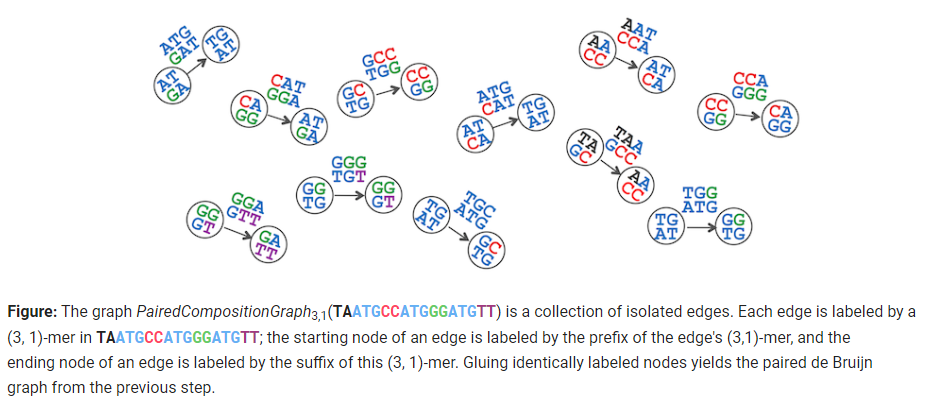 ATG
GAT
AT
GA
TG
AT
CAT
GGA
CA
GG
AT
GA
GCC
TGG
GC
TG
CC
GG
ATG
CAT
AT
CA
TG
AT
AAT
CCA
AA
CC
AT
CA
CCA
GGG
CC
GG
CA
GG
TAA
GCC
TA
GC
AA
CC
GGA
GTT
GG
GT
GA
TT
GGG
TGT
GG
TG
GG
GT
TGC
ATG
TG
AT
GC
TG
TGG
ATG
TG
AT
GG
TG
Figure: The graph PairedCompositionGraph3,1(TAATGCCATGGGATGTT) is a collection of isolated edges. Each edge is labeled by a
(3, 1)-mer in TAATGCCATGGGATGTT; the starting node of an edge is labeled by the prefix of the edge's (3,1)-mer, and the
ending node of an edge is labeled by the suffix of this (3, 1)-mer. Gluing identically labeled nodes yields the paired de Bruijn
graph from the previous step.